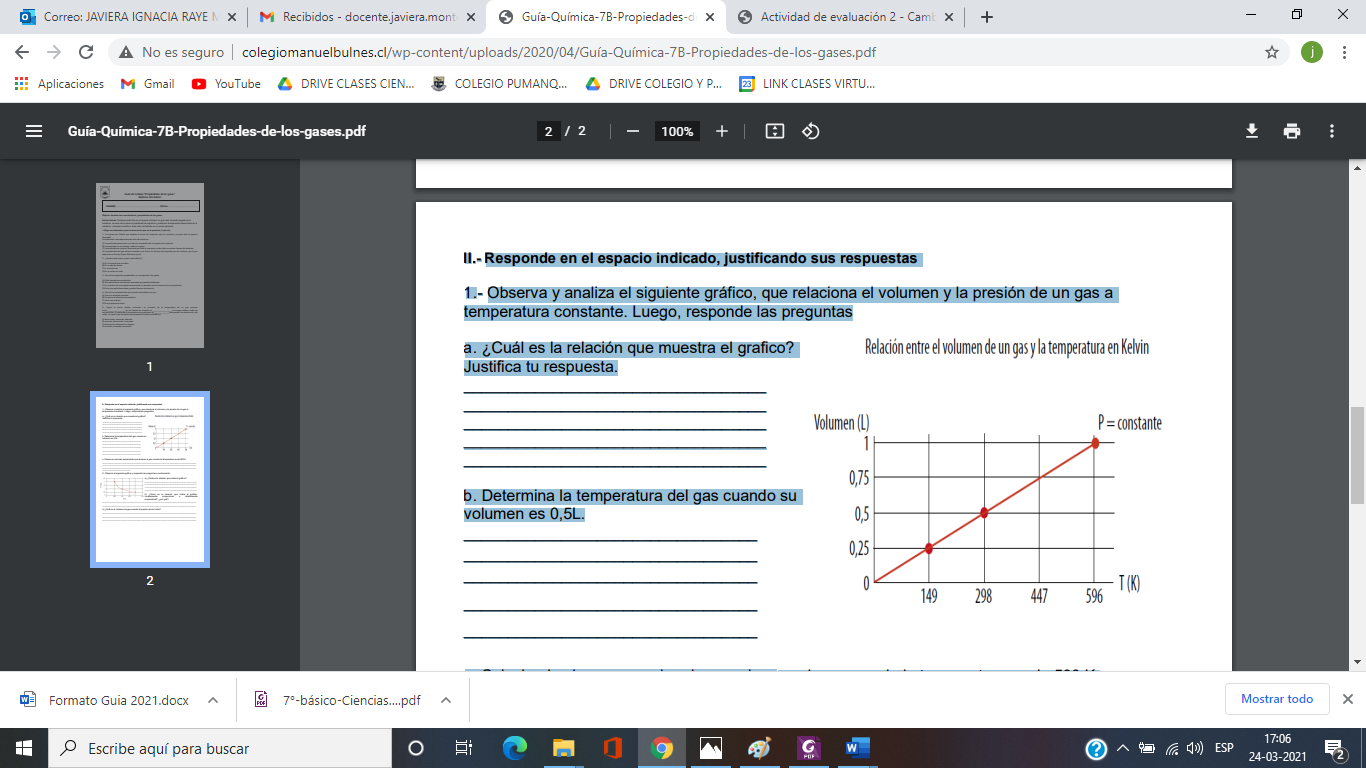 Correo: JAVIERA IGNACIA RAYE M
Recibidos - docente.javiera.mont
Guía-Química-7B-Propiedades-d
Actividad de evaluación 2 - Cam
No es seguro | colegiomanuelbulnes.cl/wp-content/uploads/2020/04/Guía-Química-7B-Propiedades-de-los-gases.pdf
j
Aplicaciones
Gmail
YouTube
DRIVE CLASES CIEN...
COLEGIO PUMANQ...
DRIVE COLEGIO Y P...
23
LINK CLASES VIRTU...
Guía-Química-7B-Propiedades-de-los-gases.pdf
2 / 2
100%
1
2
II.- Responde en el espacio indicado, justificando sus respuestas
1.- Observa y analiza el siguiente gráfico, que relaciona el volumen y la presión de un gas a
temperatura constante. Luego, responde las preguntas
a. ¿Cuál es la relación que muestra el grafico?
Justifica tu respuesta.
b. Determina la temperatura del gas cuando su
volumen es 0,5L.
Relación entre el volumen de un gas y la temperatura en Kelvin
Volumen (L)
P = constante
1
0,75
0,5
0,25
0
149
298
447
596
T (K)
Formato Guia 2021.docx
7°-básico-Ciencias....pdf
Mostrar todo
Escribe aquí para buscar
ESP
17:06
24-03-2021
2